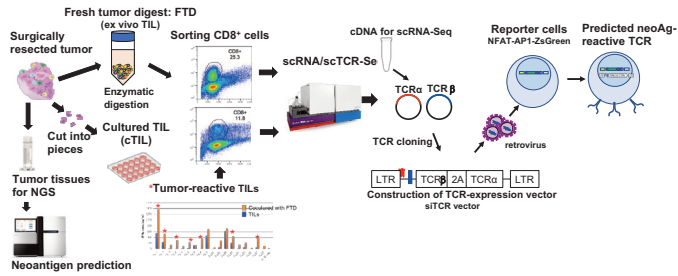 Fresh tumor digest: FTD
(ex vivo TIL)
Surgically
resected tumor
Enzymatic
digestion
Sorting CD8+ cells
CD8+
25.3
CD8+
11.8
Cut into
pieces
Cultured TIL
(cTIL)
Tumor tissues
for NGS
Neoantigen prediction
*Tumor-reactive TILs
Cocultured with FTD
TILs
scRNA/scTCR-Se
cDNA for scRNA-Seq
TCRα
TCR β
TCR cloning
Reporter cells
NFAT-AP1-ZsGreen
Predicted neoAg-
reactive TCR
retrovirus
LTR
TCRβ
2A
TCRα
LTR
Construction of TCR-expression vector
siTCR vector